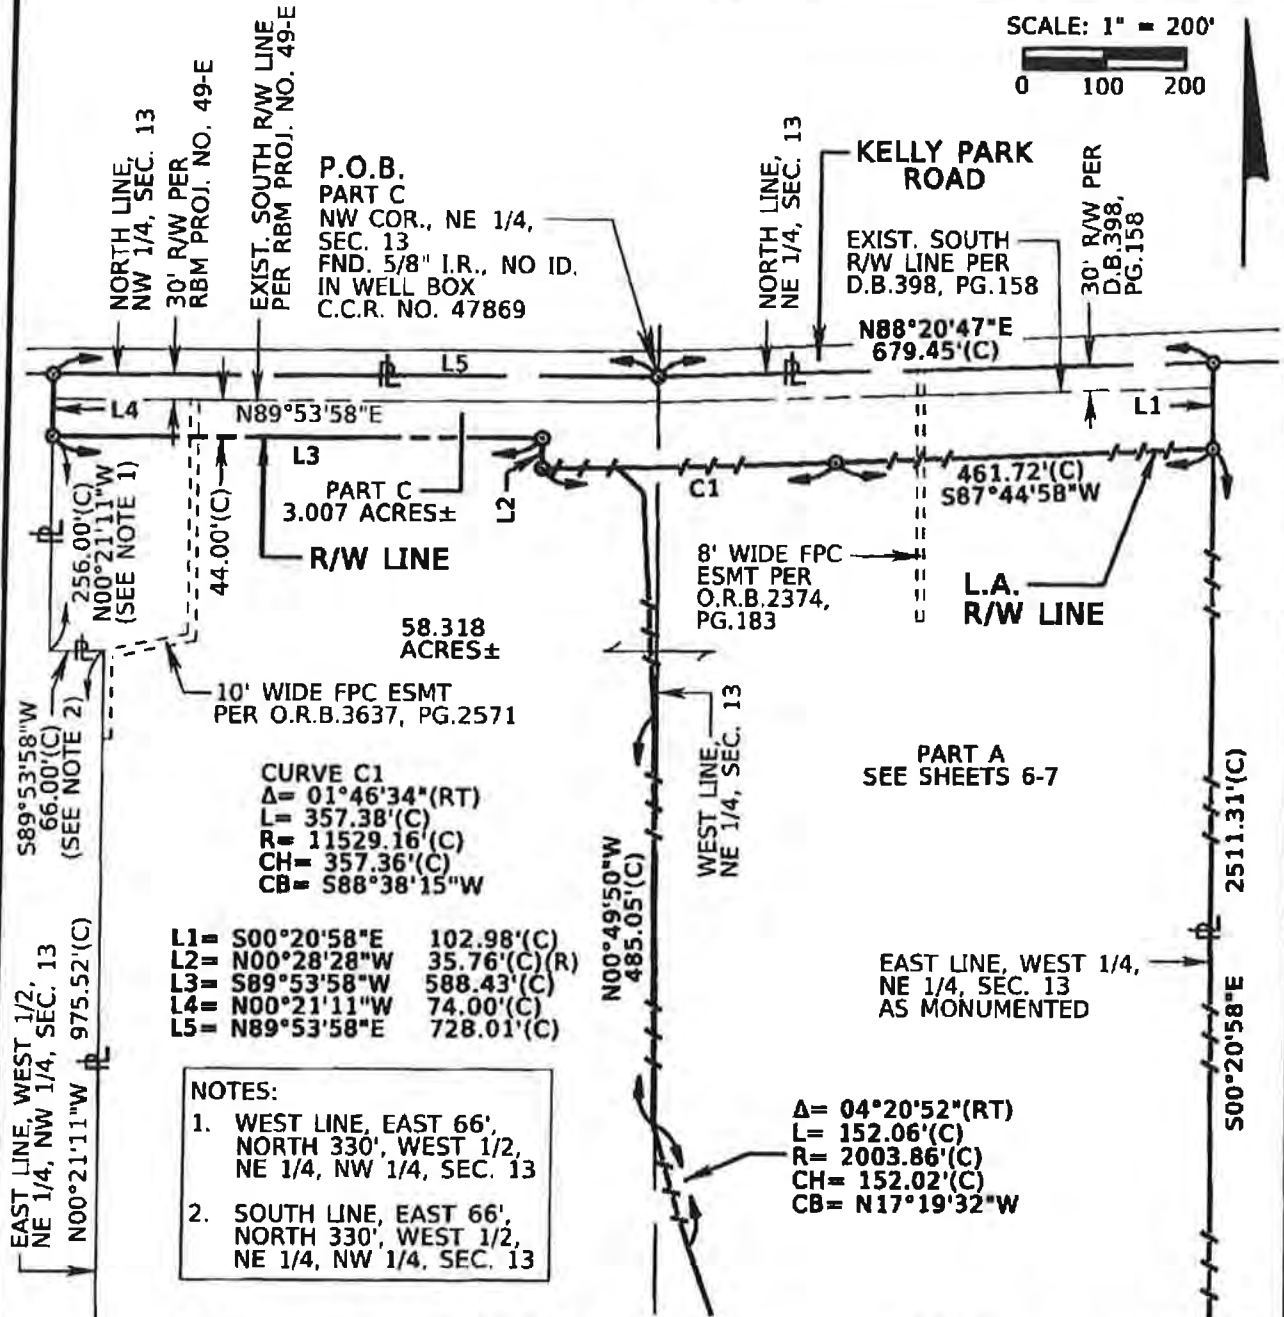 SCALE: 1" = 200'
0 100 200
NORTH LINE,
NW 1/4, SEC. 13
30' R/W PER
RBM PROJ. NO. 49-E
EXIST. SOUTH R/W LINE
PER RBM PROJ. NO. 49-E
P.O.B.
PART C
NW COR., NE 1/4,
SEC. 13
FND. 5/8" I.R., NO ID.
IN WELL BOX
C.C.R. NO. 47869
NORTH LINE,
NE 1/4, SEC. 13
KELLY PARK
ROAD
EXIST. SOUTH
R/W LINE PER
D.B.398, PG.158
30' R/W PER
D.B.398,
PG.158
N88°20'47"E
679.45'(C)
L5
L4
N89°53'58"E
L1
L3
L2
C1
461.72'(C)
S87°44'58"W
PART C
3.007 ACRES±
44.00'(C)
R/W LINE
256.00'(C)
N00°21'11"W
(SEE NOTE 1)
8' WIDE FPC
ESMT PER
O.R.B.2374,
PG.183
L.A.
R/W LINE
58.318
ACRES±
10' WIDE FPC ESMT
PER O.R.B.3637, PG.2571
S89°53'58"W
66.00'(C)
(SEE NOTE 2)
WEST LINE,
NE 1/4, SEC. 13
PART A
SEE SHEETS 6-7
CURVE C1
Δ= 01°46'34"(RT)
L= 357.38'(C)
R= 11529.16'(C)
CH= 357.36'(C)
CB= S88°38'15"W
N00°49'50"W
485.05'(C)
2511.31'(C)
S00°20'58"E
L1= S00°20'58"E 102.98'(C)
L2= N00°28'28"W 35.76'(C)(R)
L3= S89°53'58"W 588.43'(C)
L4= N00°21'11"W 74.00'(C)
L5= N89°53'58"E 728.01'(C)
EAST LINE, WEST 1/4,
NE 1/4, SEC. 13
AS MONUMENTED
EAST LINE, WEST 1/2,
NE 1/4, NW 1/4, SEC. 13
N00°21'11"W 975.52'(C)
NOTES:
1. WEST LINE, EAST 66',
NORTH 330', WEST 1/2,
NE 1/4, NW 1/4, SEC. 13
2. SOUTH LINE, EAST 66',
NORTH 330', WEST 1/2,
NE 1/4, NW 1/4, SEC. 13
Δ= 04°20'52"(RT)
L= 152.06'(C)
R= 2003.86'(C)
CH= 152.02'(C)
CB= N17°19'32"W